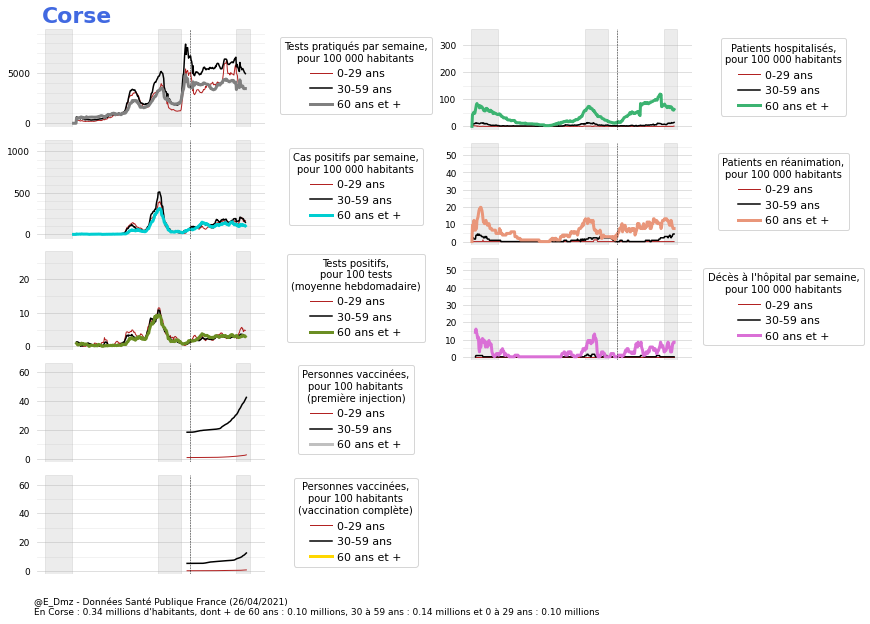 Corse
Tests pratiqués par semaine,
pour 100 000 habitants
0-29 ans
30-59 ans
60 ans et +
5000
0
Cas positifs par semaine,
pour 100 000 habitants
0-29 ans
30-59 ans
60 ans et +
1000
500
0
Tests positifs,
pour 100 tests
(moyenne hebdomadaire)
0-29 ans
30-59 ans
60 ans et +
20
10
0
Personnes vaccinées,
pour 100 habitants
(première injection)
0-29 ans
30-59 ans
60 ans et +
60
40
20
0
Personnes vaccinées,
pour 100 habitants
(vaccination complète)
0-29 ans
30-59 ans
60 ans et +
60
40
20
0
Patients hospitalisés,
pour 100 000 habitants
0-29 ans
30-59 ans
60 ans et +
300
200
100
0
Patients en réanimation,
pour 100 000 habitants
0-29 ans
30-59 ans
60 ans et +
50
40
30
20
10
0
Décès à l'hôpital par semaine,
pour 100 000 habitants
0-29 ans
30-59 ans
60 ans et +
50
40
30
20
10
0
@E_Dmz - Données Santé Publique France (26/04/2021)
En Corse : 0.34 millions d'habitants, dont + de 60 ans : 0.10 millions, 30 à 59 ans : 0.14 millions et 0 à 29 ans : 0.10 millions